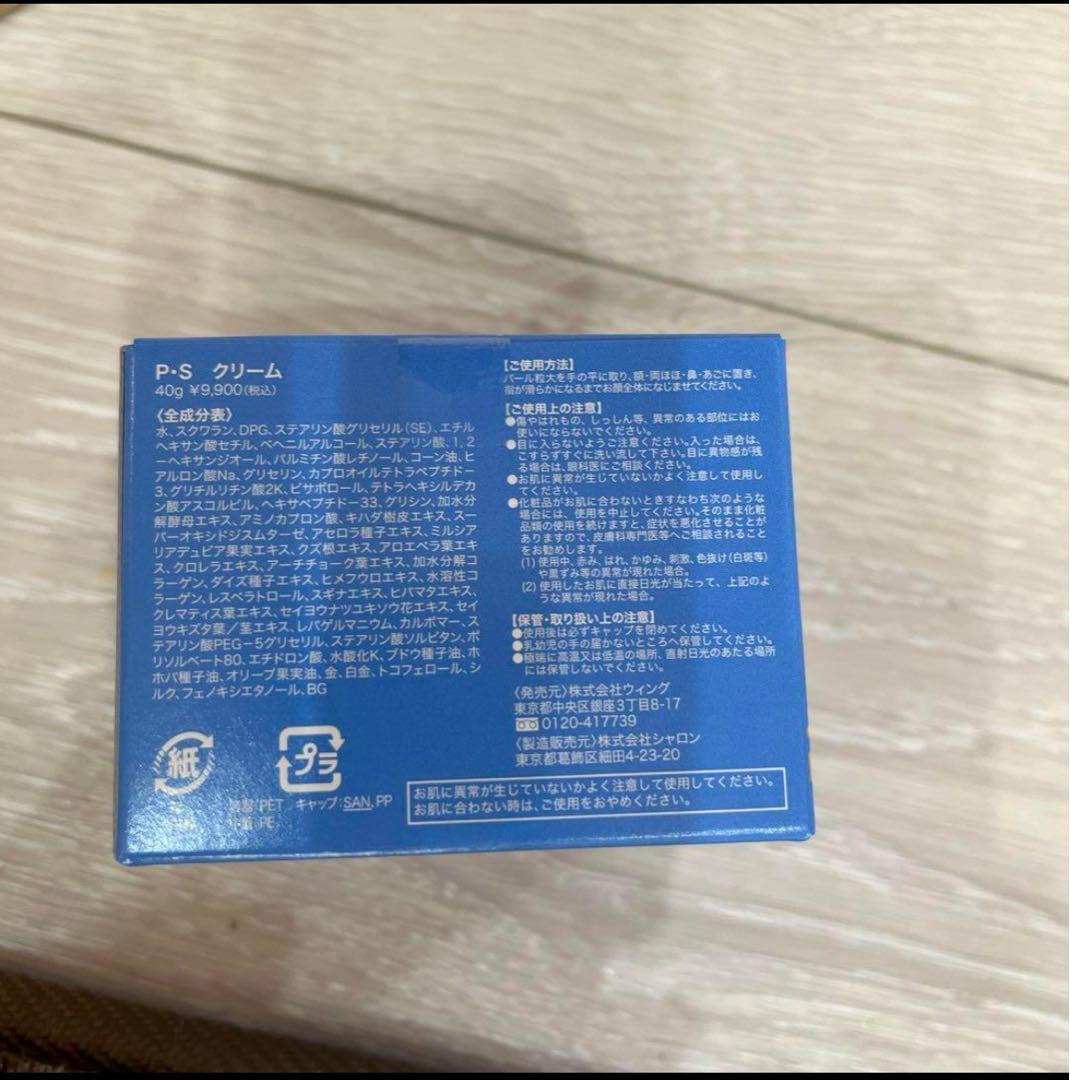 P・S クリーム
40g ¥9,900(税込)
〈全成分表〉
水、スクワラン、DPG、ステアリン酸グリセリル(SE)、エチル
ヘキサン酸セチル、ベヘニルアルコール、ステアリン酸、1,2
ーヘキサンジオール、パルミチン酸レチノール、コーン油、ヒ
アルロン酸Na、グリセリン、カプロオイルテトラペプチドー
3、グリチルリチン酸2K、ビサボロール、テトラヘキシルデカ
ン酸アスコルビル、ヘキサペプチドー33、グリシン、加水分
解酵母エキス、アミノカプロン酸、キハダ樹皮エキス、スー
パーオキシドジスムターゼ、アセロラ種子エキス、ミルシア
リアデュビア果実エキス、クズ根エキス、アロエベラ葉エキ
ス、クロレラエキス、アーチチョーク葉エキス、加水分解コ
ラーゲン、ダイズ種子エキス、ヒメフウロエキス、水溶性コ
ラーゲン、レスベラトロール、スギナエキス、ヒバマタエキス、
クレマティス葉エキス、セイヨウナツユキソウ花エキス、セイ
ヨウキズタ葉/茎エキス、レパゲルマニウム、カルボマー、ス
テアリン酸PEG-5グリセリル、ステアリン酸ソルビタン、ポ
リソルベート80、エチドロン酸、水酸化K、ブドウ種子油、ホ
ホバ種子油、オリーブ果実油、金、白金、トコフェロール、シ
ルク、フェノキシエタノール、BG
紙
プラ
PET キャップ:SAN,PP
PE
【ご使用方法】
パール粒大を手の平に取り、額・両ほほ・鼻・あごに置き、
指が滑らかになるまでお顔全体になじませてください。
【ご使用上の注意】
●傷やはれもの、しっしん等、異常のある部位にはお
使いにならないでください。
●目に入らないようご注意ください。入った場合は、
こすらずすぐに洗い流して下さい。目に異物感が残
る場合は、眼科医にご相談ください。
●お肌に異常が生じていないかよく注意して使用し
てください。
●化粧品がお肌に合わないときすなわち次のような
場合には、使用を中止してください。そのまま化粧
品類の使用を続けますと、症状を悪化させることが
ありますので、皮膚科専門医等へご相談されること
をお勧めします。
(1)使用中、赤み、はれ、かゆみ、刺激、色抜け(白斑等)
や黒ずみ等の異常が現れた場合。
(2)使用したお肌に直接日光が当たって、上記のよ
うな異常が現れた場合。
【保管・取り扱い上の注意】
●使用後は必ずキャップを閉めてください。
●乳幼児の手の届かないところへ保管してください。
●極端に高温又は低温の場所、直射日光のあたる場所
には保管しないでください。
〈発売元〉株式会社ウィング
東京都中央区銀座3丁目8-17
0120-417739
〈製造販売元〉株式会社シャロン
東京都葛飾区細田4-23-20
お肌に異常が生じていないかよく注意して使用してください。
お肌に合わない時は、ご使用をおやめください。